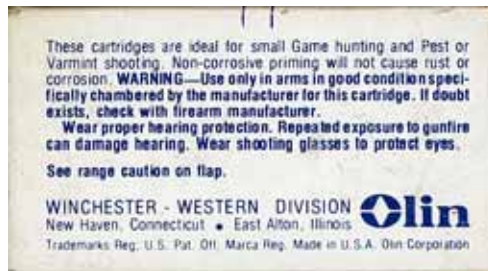 These cartridges are ideal for small Game hunting and Pest or
Varmint shooting. Non-corrosive priming will not cause rust or
corrosion. WARNING—Use only in arms in good condition speci-
fically chambered by the manufacturer for this cartridge. If doubt
exists, check with firearm manufacturer.
Wear proper hearing protection. Repeated exposure to gunfire
can damage hearing. Wear shooting glasses to protect eyes.
See range caution on flap.
WINCHESTER - WESTERN DIVISION Olin
New Haven, Connecticut • East Alton, Illinois
Trademarks Reg. U.S. Pat. Off. Marca Reg. Made in U.S.A. Olin Corporation